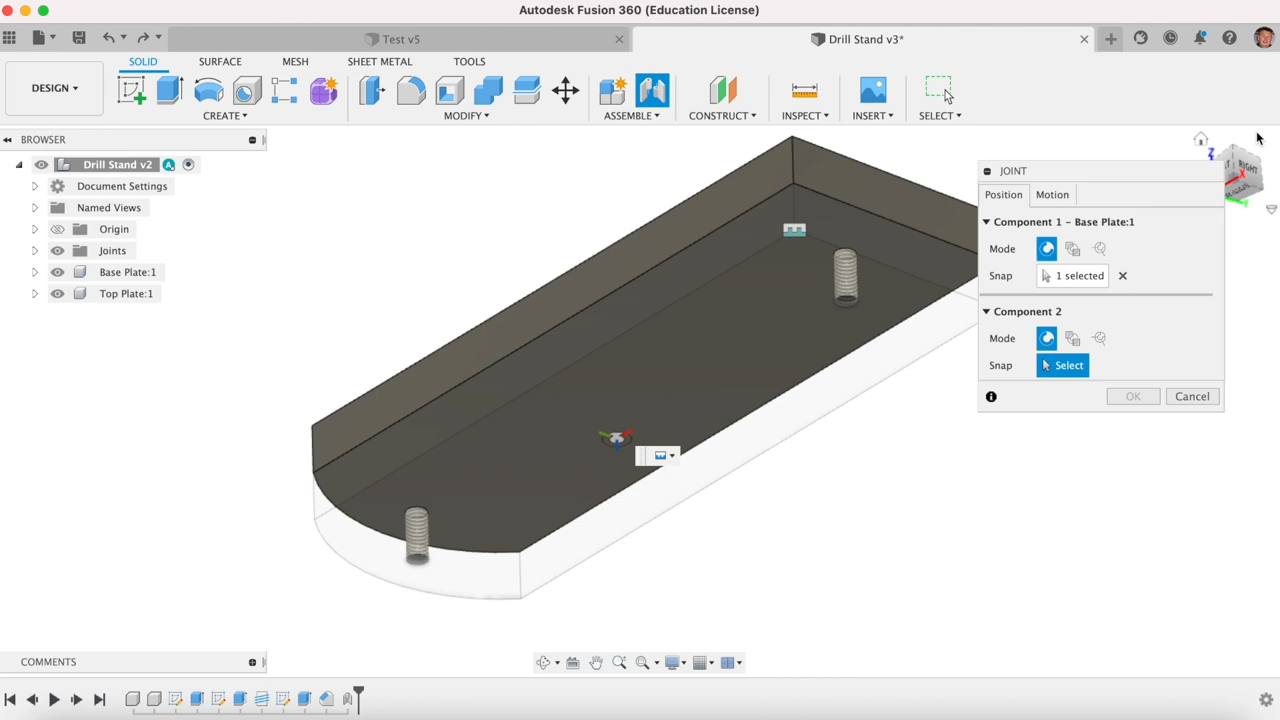 Autodesk Fusion 360 (Education License)
Test v5
Drill Stand v3*
DESIGN
SOLID
SURFACE
MESH
SHEET METAL
TOOLS
CREATE
MODIFY
ASSEMBLE
CONSTRUCT
INSPECT
INSERT
SELECT
BROWSER
Drill Stand v2
A
Document Settings
Named Views
Origin
Joints
Base Plate:1
Top Plate:1
Z
RIGHT
X
JOINT
Position
Motion
Component 1 – Base Plate:1
Mode
Snap
1 selected
Component 2
Mode
Snap
Select
OK
Cancel
COMMENTS